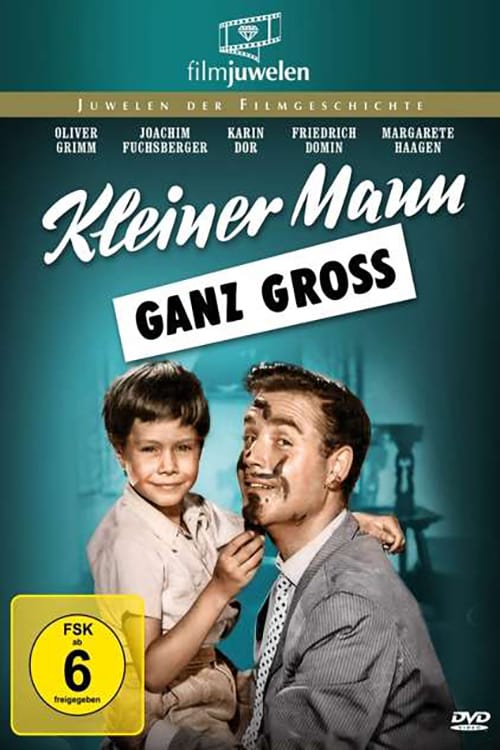 filmjuwelen
JUWELEN DER FILMGESCHICHTE
OLIVER GRIMM
JOACHIM FUCHSBERGER
KARIN DOR
FRIEDRICH DOMIN
MARGARETE HAAGEN
Kleiner Mann
GANZ GROSS
FSK
ab
6
freigegeben
DVD
VIDEO